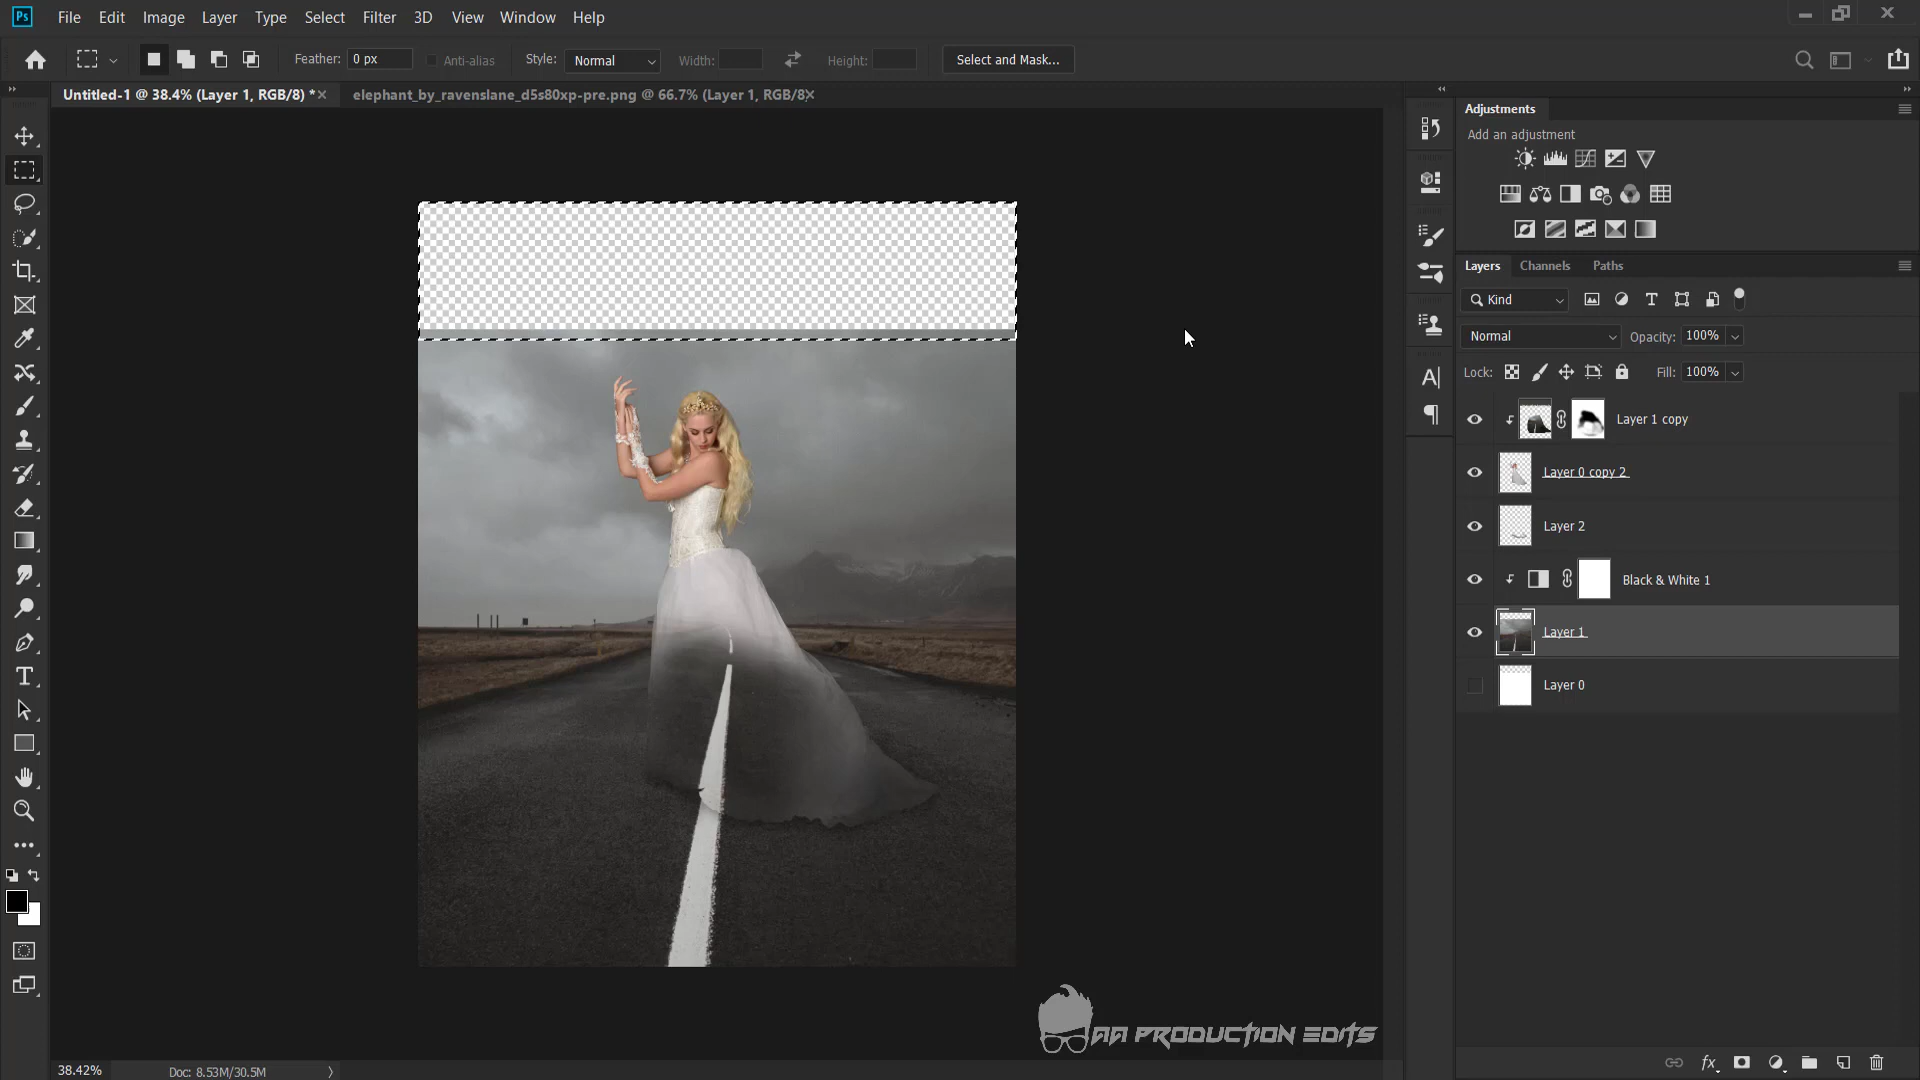 Ps File Edit Image Layer Type Select Filter 3D View Window Help
Feather: 0 px Anti-alias Style: Normal Width: Height: Select and Mask...
Untitled-1 @ 38.4% (Layer 1, RGB/8) * elephant_by_ravenslane_d5s80xp-pre.png @ 66.7% (Layer 1, RGB/8)
Adjustments
Add an adjustment
Layers Channels Paths
Kind
Normal Opacity: 100%
Lock: Fill: 100%
Layer 1 copy
Layer 0 copy 2
Layer 2
Black & White 1
Layer 1
Layer 0
AA PRODUCTION EDITS
38.42% Doc: 8.53M/30.5M